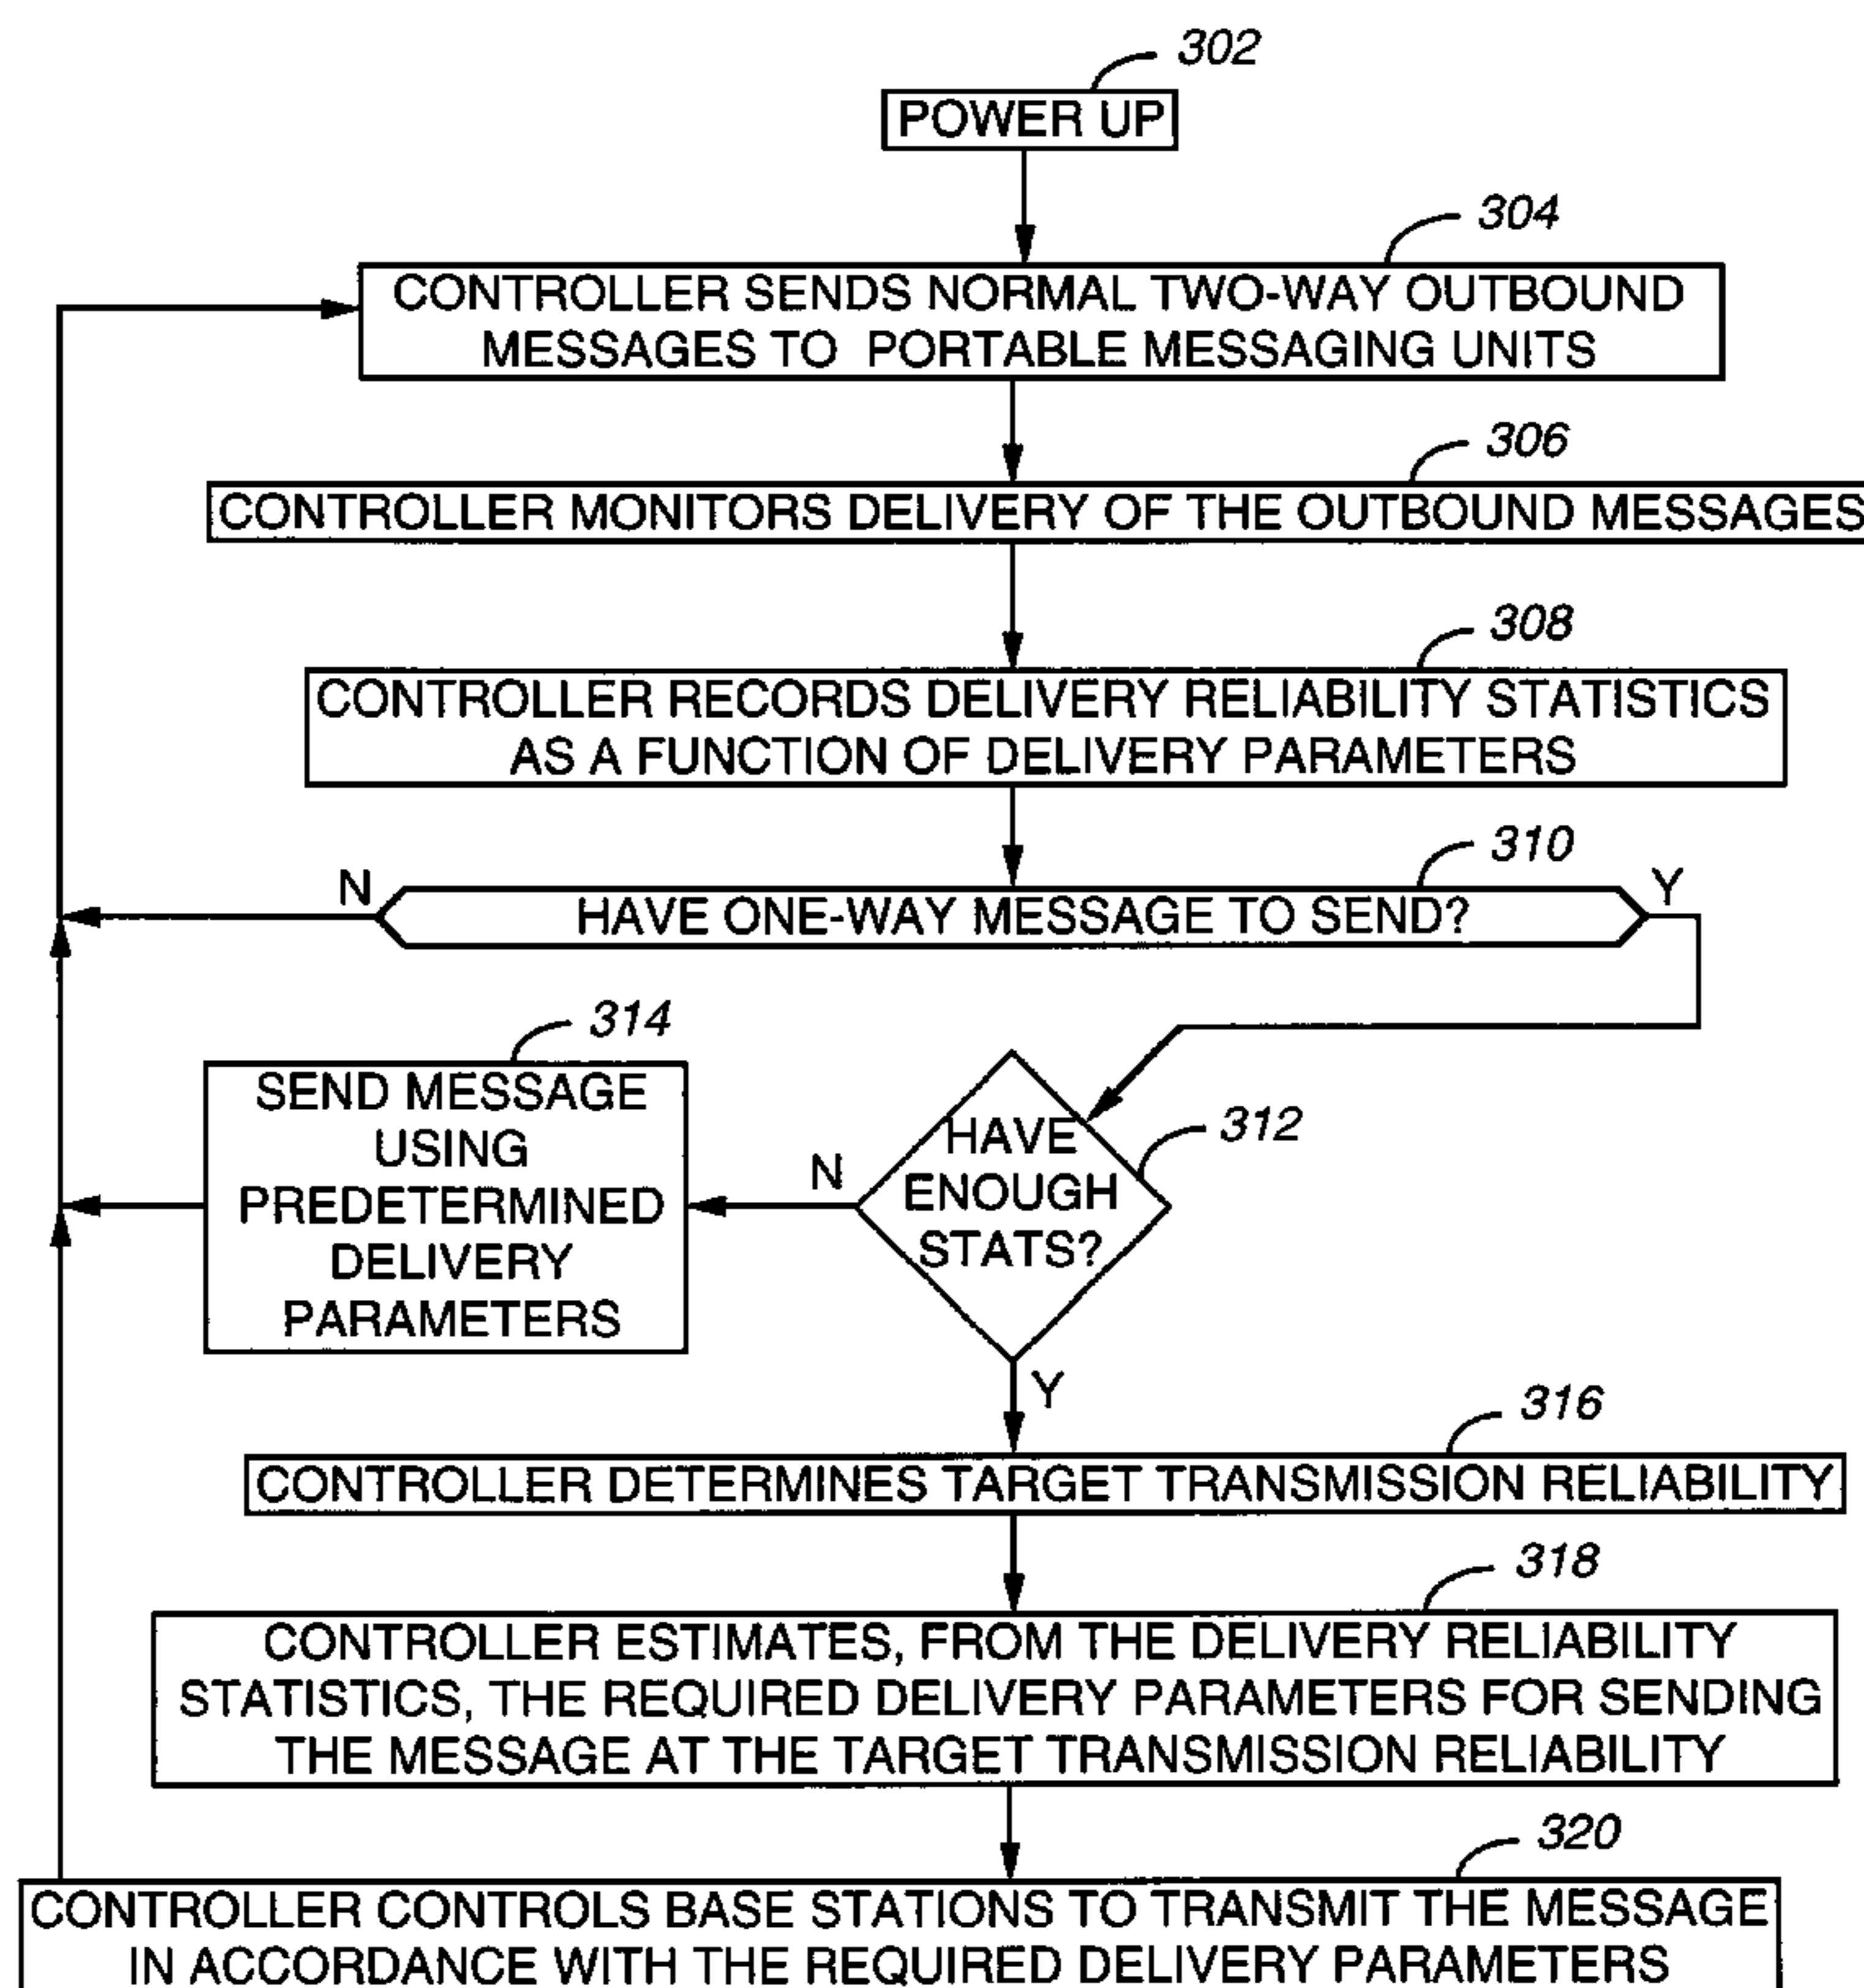 302
POWER UP
304
CONTROLLER SENDS NORMAL TWO-WAY OUTBOUND
MESSAGES TO PORTABLE MESSAGING UNITS
306
CONTROLLER MONITORS DELIVERY OF THE OUTBOUND MESSAGES
308
CONTROLLER RECORDS DELIVERY RELIABILITY STATISTICS
AS A FUNCTION OF DELIVERY PARAMETERS
310
N
HAVE ONE-WAY MESSAGE TO SEND?
Y
314
SEND MESSAGE
USING
PREDETERMINED
DELIVERY
PARAMETERS
N
312
HAVE
ENOUGH
STATS?
Y
316
CONTROLLER DETERMINES TARGET TRANSMISSION RELIABILITY
318
CONTROLLER ESTIMATES, FROM THE DELIVERY RELIABILITY
STATISTICS, THE REQUIRED DELIVERY PARAMETERS FOR SENDING
THE MESSAGE AT THE TARGET TRANSMISSION RELIABILITY
320
CONTROLLER CONTROLS BASE STATIONS TO TRANSMIT THE MESSAGE
IN ACCORDANCE WITH THE REQUIRED DELIVERY PARAMETERS